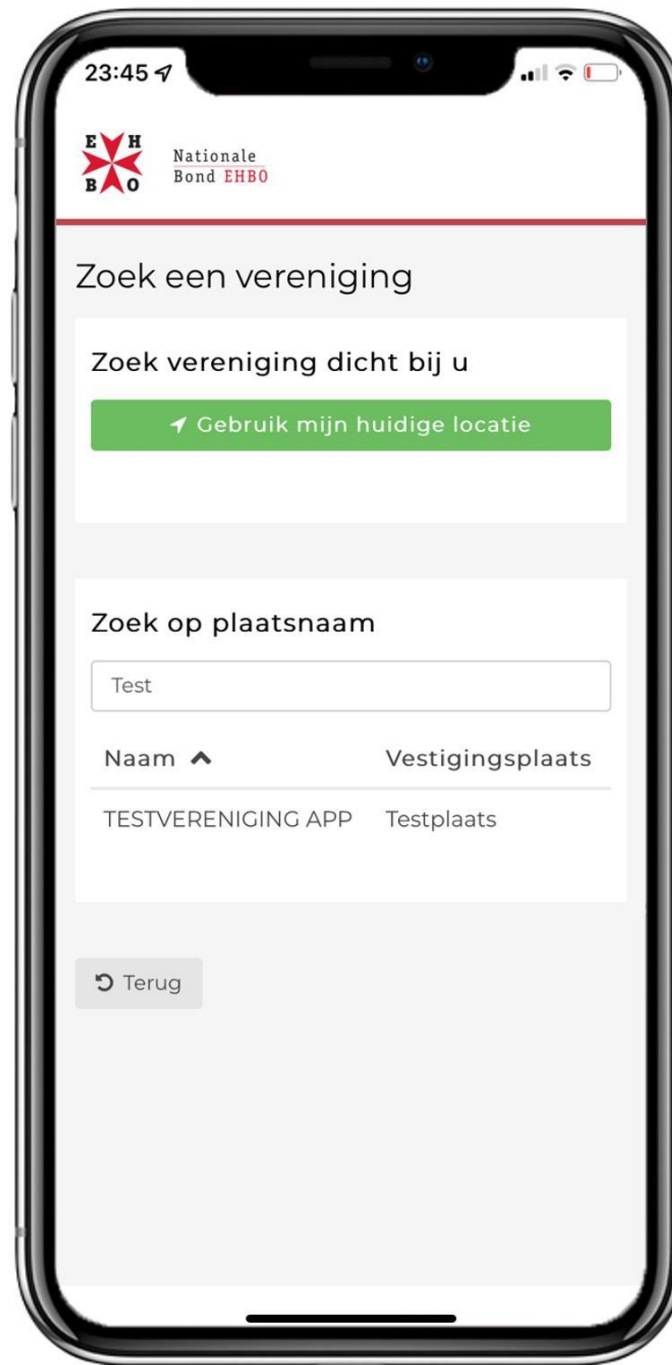 23:45
E H
B O
Nationale
Bond EHBO
Zoek een vereniging
Zoek vereniging dicht bij u
Gebruik mijn huidige locatie
Zoek op plaatsnaam
Test
Naam Vestigingsplaats
TESTVERENIGING APP Testplaats
Terug